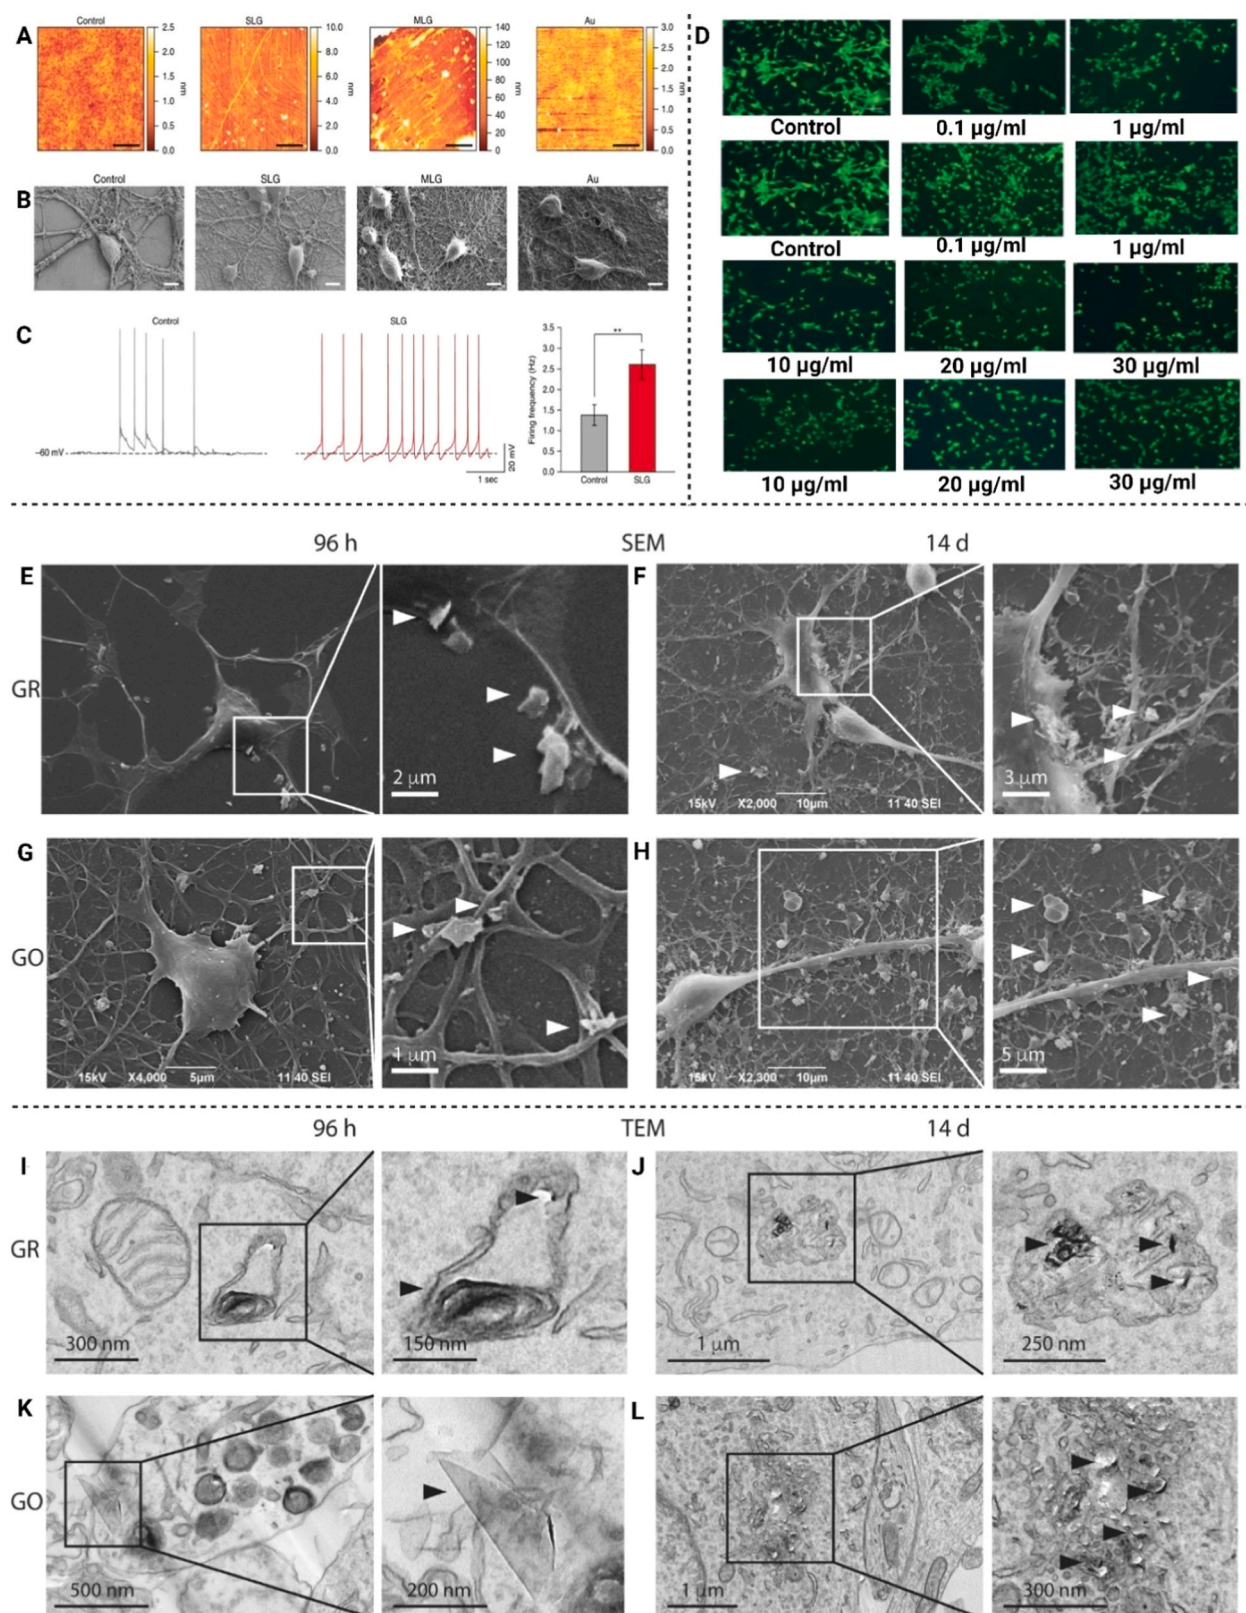 A
Control
SLG
MLG
Au
2.5
2.0
1.5
1.0
0.5
0.0
nm
10.0
8.0
6.0
4.0
2.0
0.0
nm
140
120
100
80
60
40
20
0
nm
3.0
2.5
2.0
1.5
1.0
0.5
0.0
nm
B
Control
SLG
MLG
Au
C
Control
SLG
−60 mV
20 mV
1 sec
Firing frequency (Hz)
3.5
3.0
2.5
2.0
1.5
1.0
0.5
0.0
**
Control
SLG
D
Control
0.1 µg/ml
1 µg/ml
Control
0.1 µg/ml
1 µg/ml
10 µg/ml
20 µg/ml
30 µg/ml
10 µg/ml
20 µg/ml
30 µg/ml
96 h
SEM
14 d
E
GR
2 µm
F
15kV X2,000 10µm 11 40 SEI
3 µm
G
GO
15kV X4,000 5µm 11 40 SEI
1 µm
H
15kV X2,300 10µm 11 40 SEI
5 µm
96 h
TEM
14 d
I
GR
300 nm
150 nm
J
1 µm
250 nm
K
GO
500 nm
200 nm
L
1 µm
300 nm